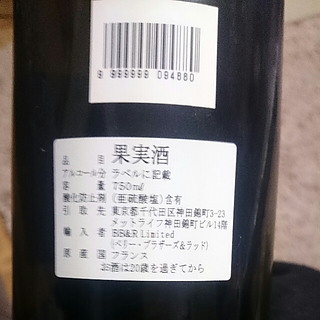 9 999999 094880
品目 果実酒
アルコール分 ラベルに記載
容量 750ml
酸化防止剤 (亜硫酸塩)含有
引取先 東京都千代田区神田錦町3-23
メットライフ神田錦町ビル14階
輸入者 BB&R Limited
(ベリー・ブラザーズ&ラッド)
原産国 フランス
お酒は20歳を過ぎてから